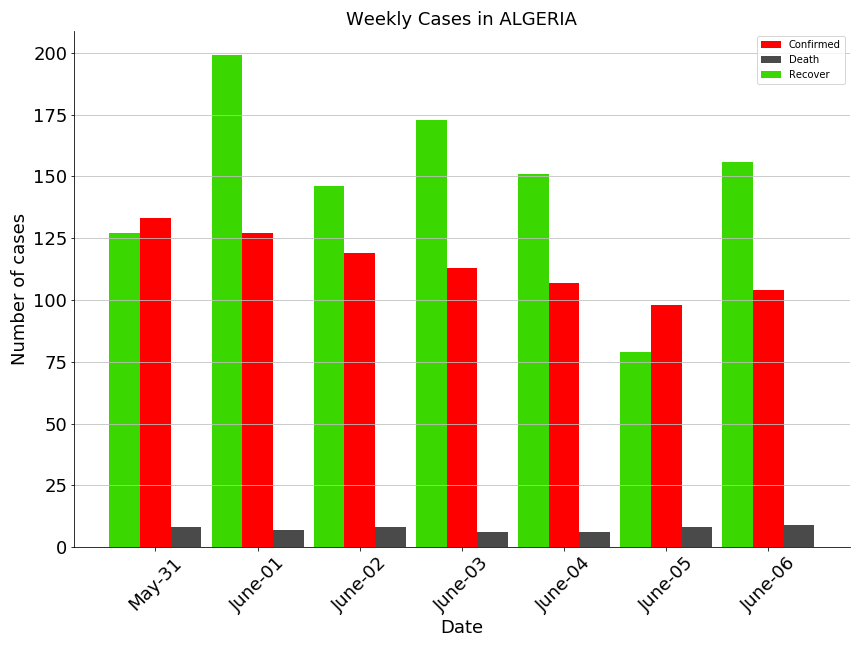 Weekly Cases in ALGERIA
Confirmed
Death
Recover
Number of cases
200
175
150
125
100
75
50
25
0
May-31
June-01
June-02
June-03
June-04
June-05
June-06
Date